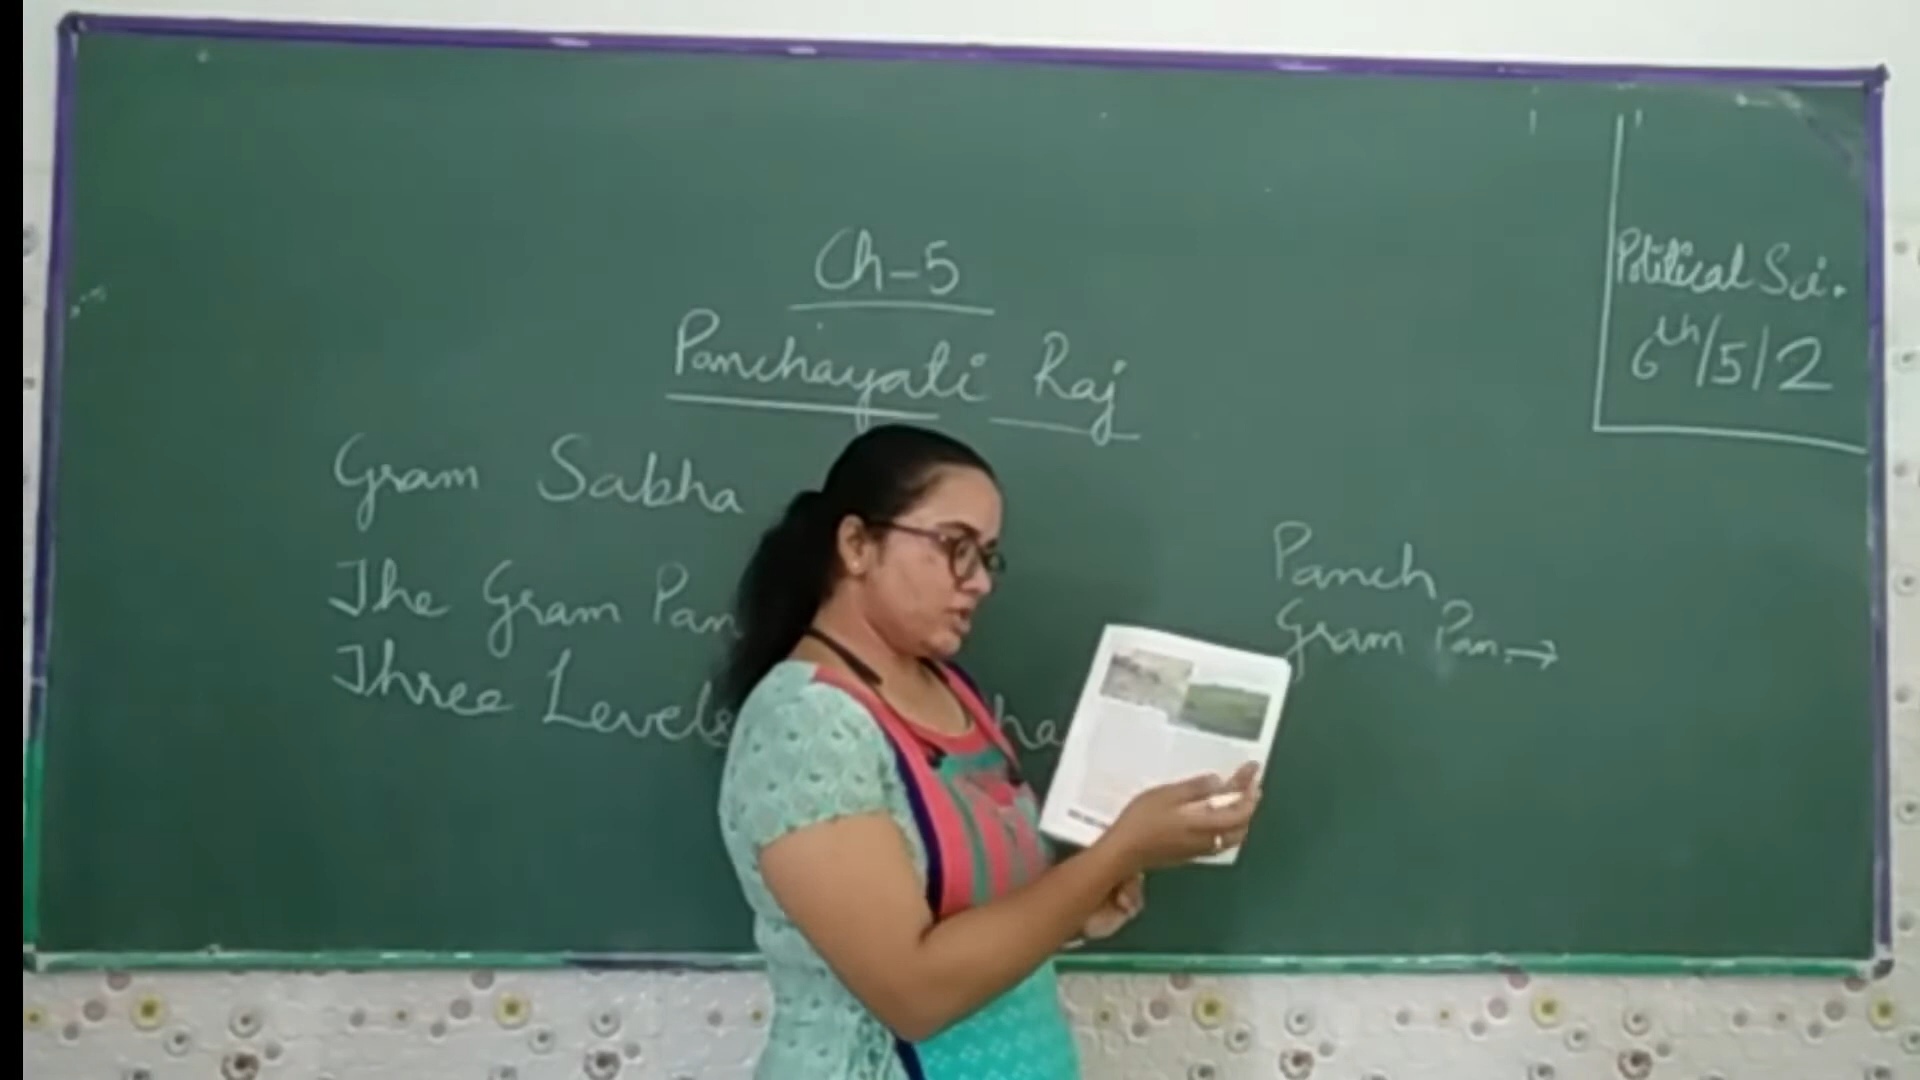 Ch-5
Panchayati Raj
Political Sci.
6th/5/2
Gram Sabha
The Gram Pan
Three Levels
Panch
Gram Pan. →